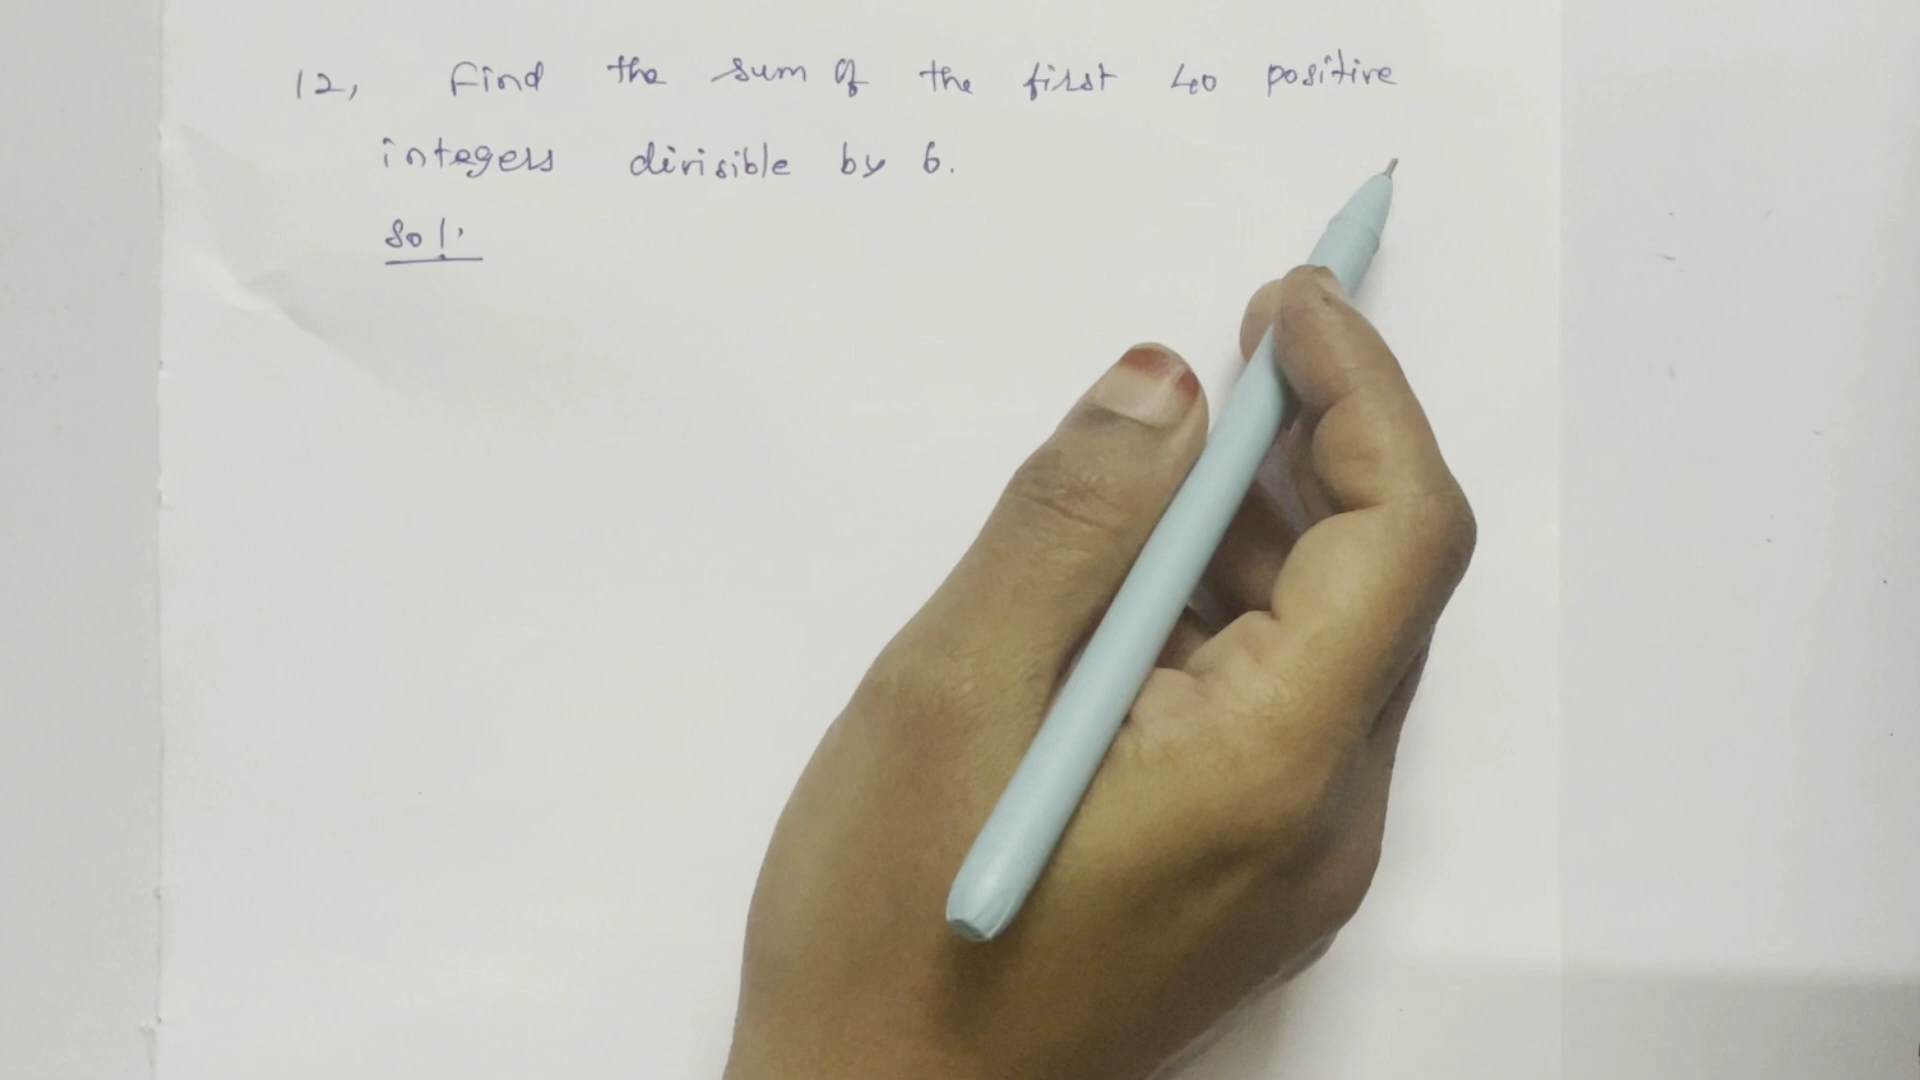 12, Find the sum of the first 40 positive
integers divisible by 6.
Sol: